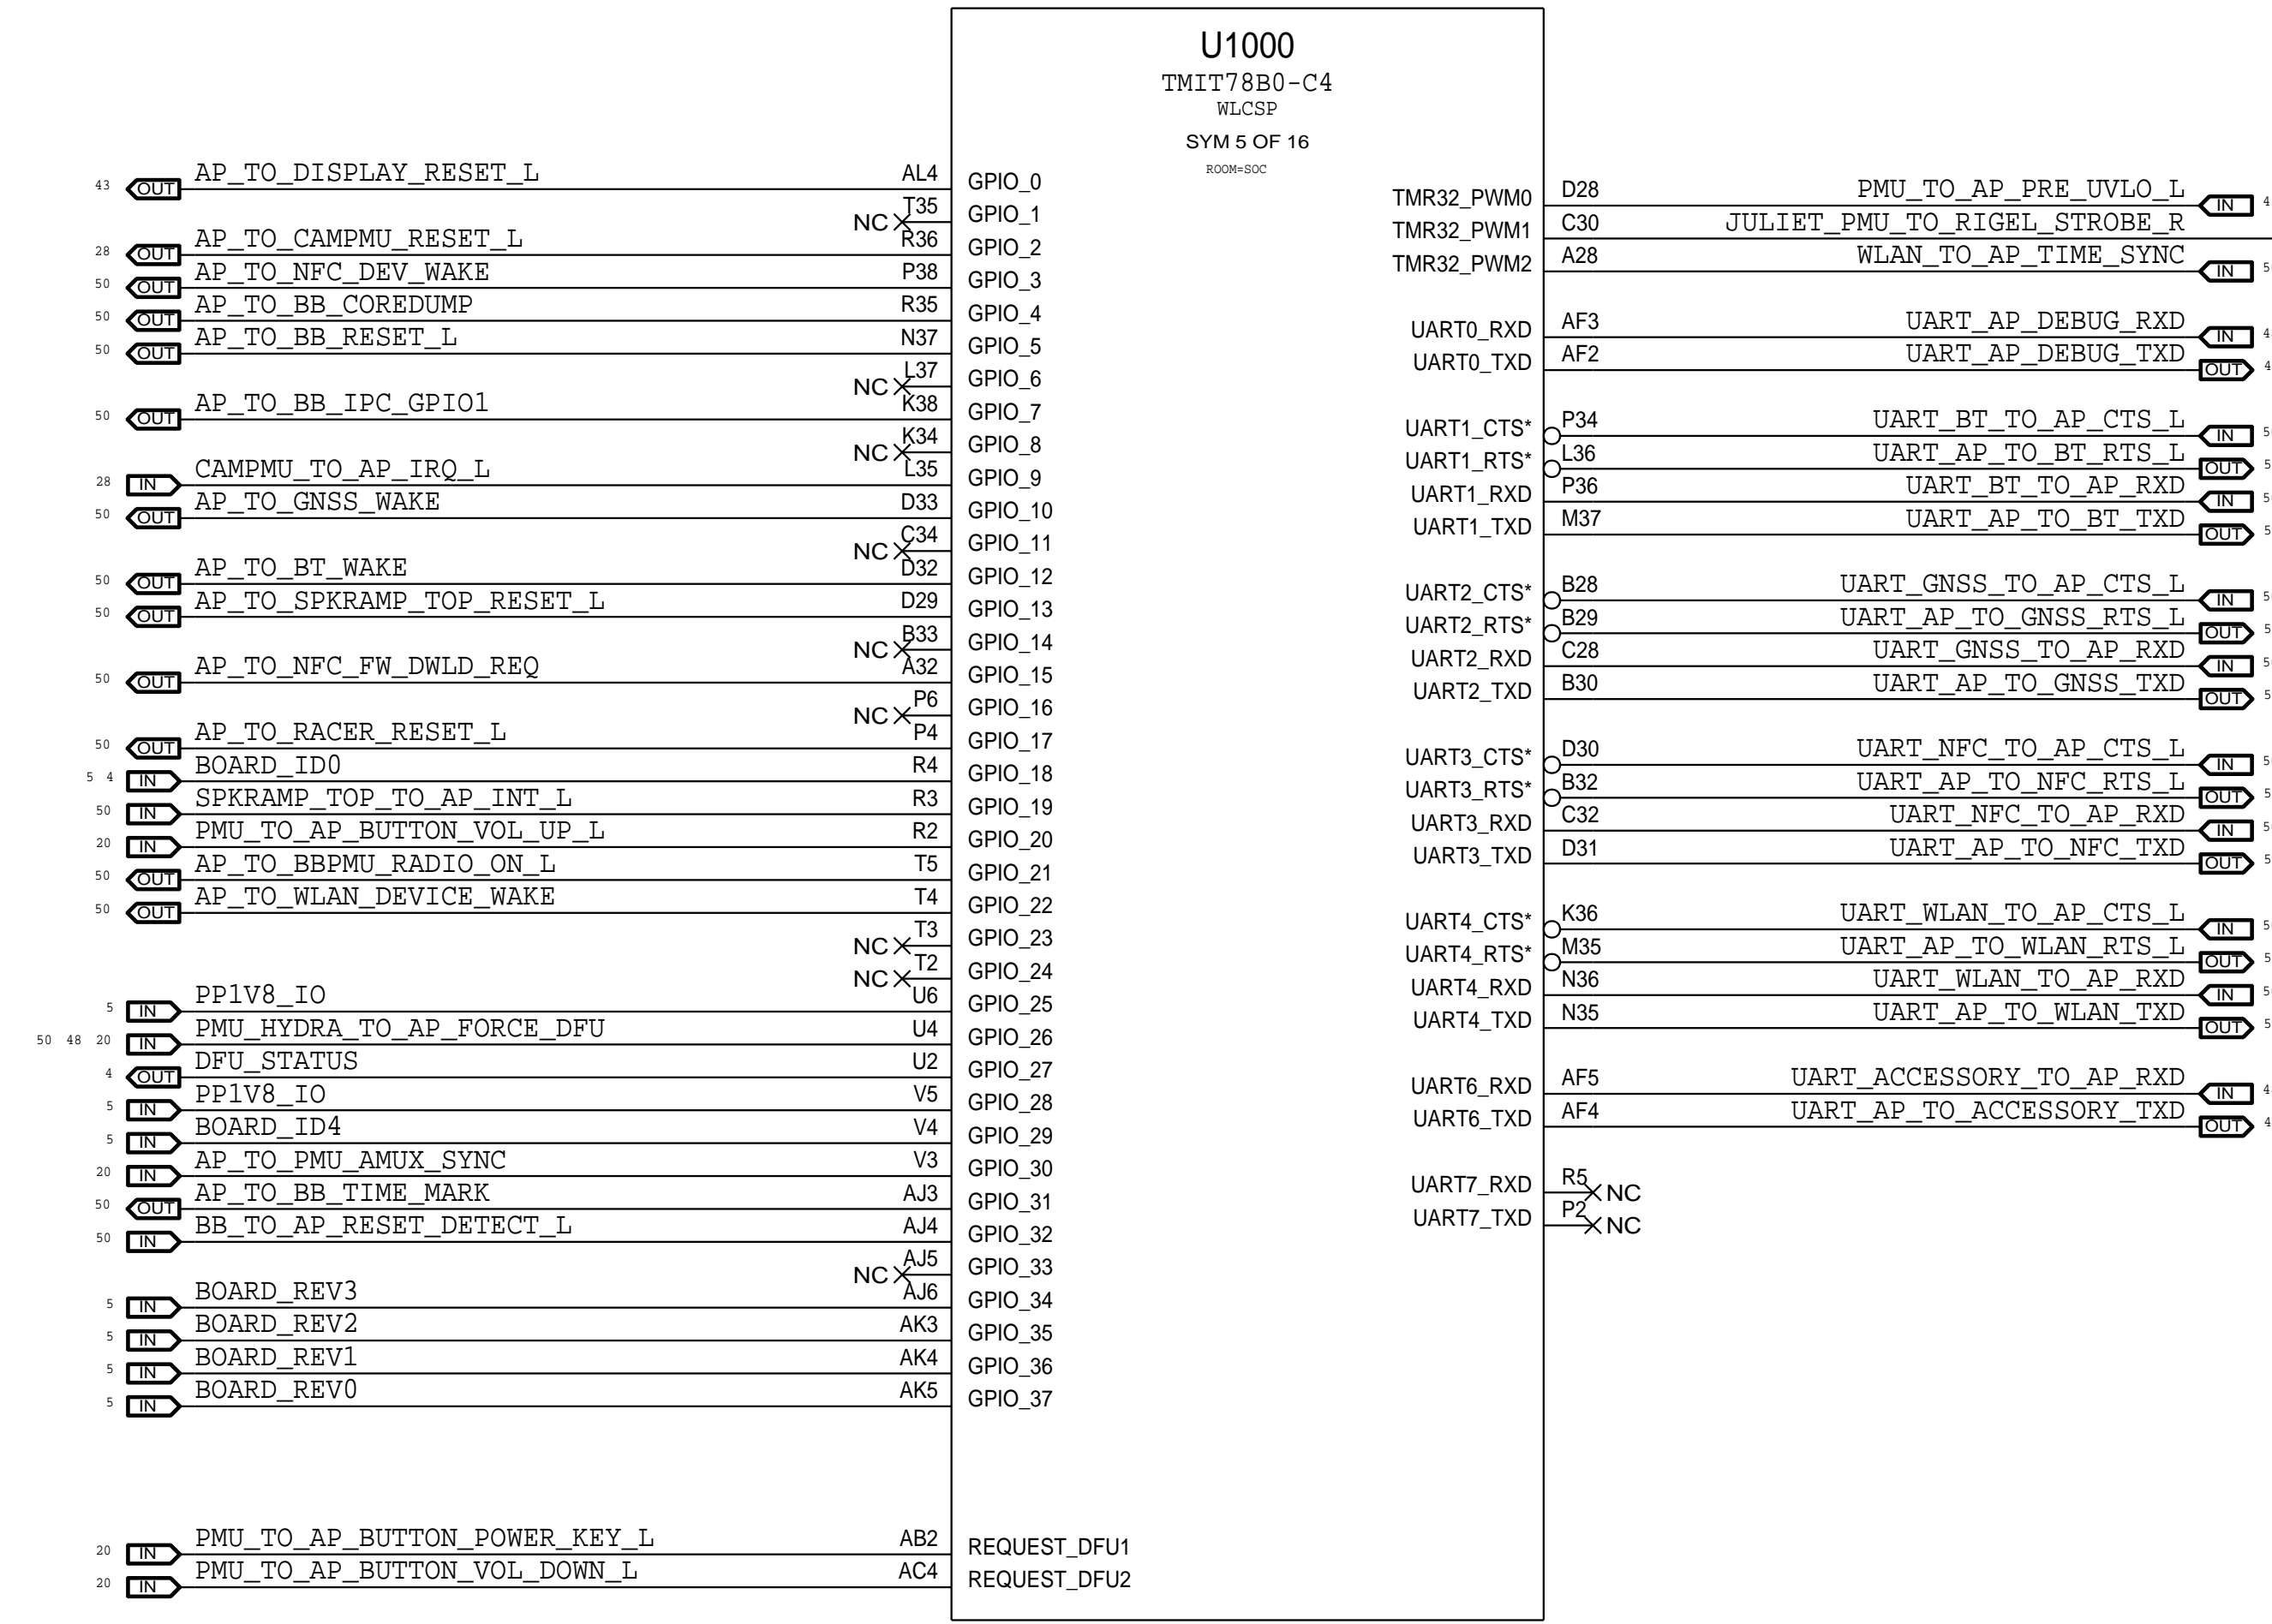 U1000
TMIT78B0-C4
WLCSP
SYM 5 OF 16
ROOM=SOC
43 OUT AP_TO_DISPLAY_RESET_L AL4 GPIO_0
NC T35 GPIO_1
28 OUT AP_TO_CAMPMU_RESET_L R36 GPIO_2
50 OUT AP_TO_NFC_DEV_WAKE P38 GPIO_3
50 OUT AP_TO_BB_COREDUMP R35 GPIO_4
50 OUT AP_TO_BB_RESET_L N37 GPIO_5
NC L37 GPIO_6
50 OUT AP_TO_BB_IPC_GPIO1 K38 GPIO_7
NC K34 GPIO_8
28 IN CAMPMU_TO_AP_IRQ_L L35 GPIO_9
50 OUT AP_TO_GNSS_WAKE D33 GPIO_10
NC C34 GPIO_11
50 OUT AP_TO_BT_WAKE D32 GPIO_12
50 OUT AP_TO_SPKRAMP_TOP_RESET_L D29 GPIO_13
NC B33 GPIO_14
50 OUT AP_TO_NFC_FW_DWLD_REQ A32 GPIO_15
NC P6 GPIO_16
50 OUT AP_TO_RACER_RESET_L P4 GPIO_17
5 4 IN BOARD_ID0 R4 GPIO_18
50 IN SPKRAMP_TOP_TO_AP_INT_L R3 GPIO_19
20 IN PMU_TO_AP_BUTTON_VOL_UP_L R2 GPIO_20
50 OUT AP_TO_BBPMU_RADIO_ON_L T5 GPIO_21
50 OUT AP_TO_WLAN_DEVICE_WAKE T4 GPIO_22
NC T3 GPIO_23
NC T2 GPIO_24
5 IN PP1V8_IO U6 GPIO_25
50 48 20 IN PMU_HYDRA_TO_AP_FORCE_DFU U4 GPIO_26
4 OUT DFU_STATUS U2 GPIO_27
5 IN PP1V8_IO V5 GPIO_28
5 IN BOARD_ID4 V4 GPIO_29
20 IN AP_TO_PMU_AMUX_SYNC V3 GPIO_30
50 OUT AP_TO_BB_TIME_MARK AJ3 GPIO_31
50 IN BB_TO_AP_RESET_DETECT_L AJ4 GPIO_32
NC AJ5 GPIO_33
5 IN BOARD_REV3 AJ6 GPIO_34
5 IN BOARD_REV2 AK3 GPIO_35
5 IN BOARD_REV1 AK4 GPIO_36
5 IN BOARD_REV0 AK5 GPIO_37
20 IN PMU_TO_AP_BUTTON_POWER_KEY_L AB2 REQUEST_DFU1
20 IN PMU_TO_AP_BUTTON_VOL_DOWN_L AC4 REQUEST_DFU2
TMR32_PWM0 D28 PMU_TO_AP_PRE_UVLO_L IN
TMR32_PWM1 C30 JULIET_PMU_TO_RIGEL_STROBE_R
TMR32_PWM2 A28 WLAN_TO_AP_TIME_SYNC IN
UART0_RXD AF3 UART_AP_DEBUG_RXD IN
UART0_TXD AF2 UART_AP_DEBUG_TXD OUT
UART1_CTS* P34 UART_BT_TO_AP_CTS_L IN
UART1_RTS* L36 UART_AP_TO_BT_RTS_L OUT
UART1_RXD P36 UART_BT_TO_AP_RXD IN
UART1_TXD M37 UART_AP_TO_BT_TXD OUT
UART2_CTS* B28 UART_GNSS_TO_AP_CTS_L IN
UART2_RTS* B29 UART_AP_TO_GNSS_RTS_L OUT
UART2_RXD C28 UART_GNSS_TO_AP_RXD IN
UART2_TXD B30 UART_AP_TO_GNSS_TXD OUT
UART3_CTS* D30 UART_NFC_TO_AP_CTS_L IN
UART3_RTS* B32 UART_AP_TO_NFC_RTS_L OUT
UART3_RXD C32 UART_NFC_TO_AP_RXD IN
UART3_TXD D31 UART_AP_TO_NFC_TXD OUT
UART4_CTS* K36 UART_WLAN_TO_AP_CTS_L IN
UART4_RTS* M35 UART_AP_TO_WLAN_RTS_L OUT
UART4_RXD N36 UART_WLAN_TO_AP_RXD IN
UART4_TXD N35 UART_AP_TO_WLAN_TXD OUT
UART6_RXD AF5 UART_ACCESSORY_TO_AP_RXD IN
UART6_TXD AF4 UART_AP_TO_ACCESSORY_TXD OUT
UART7_RXD R5 NC
UART7_TXD P2 NC